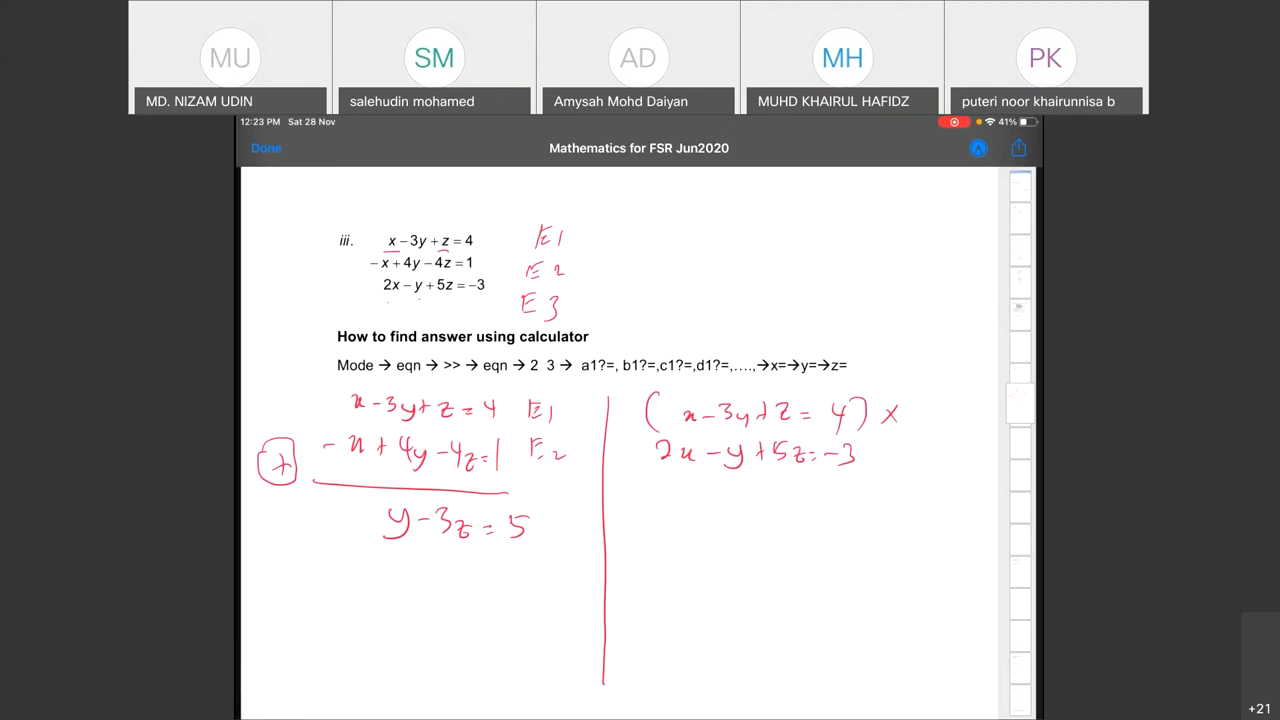 MU SM AD MH PK
MD. NIZAM UDIN salehudin mohamed Amysah Mohd Daiyan MUHD KHAIRUL HAFIDZ puteri noor khairunnisa b
12:23 PM Sat 28 Nov 41%
Done Mathematics for FSR Jun2020
iii. x − 3y + z = 4 E1
− x + 4y − 4z = 1 E2
2x − y + 5z = −3 E3
How to find answer using calculator
Mode → eqn → >> → eqn → 2 3 → a1?=, b1?=,c1?=,d1?=,….,→x=→y=→z=
x - 3y + z = 4 E1
- x + 4y - 4z = 1 E2
+
y - 3z = 5
( x - 3y + z = 4 ) x
2x - y + 5z = -3
+21